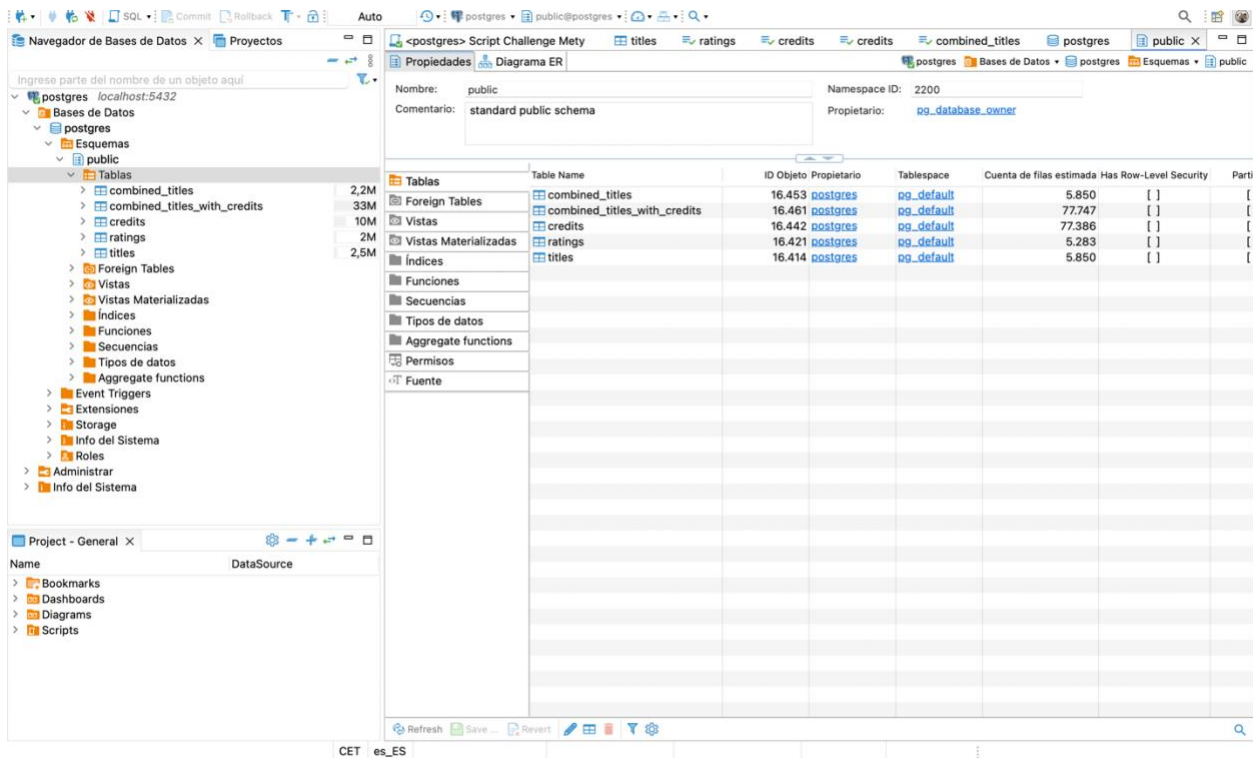 SQL Commit Rollback Auto postgres public@postgres
Navegador de Bases de Datos Proyectos
Ingrese parte del nombre de un objeto aquí
postgres localhost:5432
Bases de Datos
postgres
Esquemas
public
Tablas
combined_titles 2,2M
combined_titles_with_credits 33M
credits 10M
ratings 2M
titles 2,5M
Foreign Tables
Vistas
Vistas Materializadas
Índices
Funciones
Secuencias
Tipos de datos
Aggregate functions
Event Triggers
Extensiones
Storage
Info del Sistema
Roles
Administrar
Info del Sistema
Project - General
Name DataSource
Bookmarks
Dashboards
Diagrams
Scripts
<postgres> Script Challenge Mety titles ratings credits credits combined_titles postgres public
Propiedades Diagrama ER postgres Bases de Datos postgres Esquemas public
Nombre: public Namespace ID: 2200
Comentario: standard public schema Propietario: pg_database_owner
Tablas
Foreign Tables
Vistas
Vistas Materializadas
Índices
Funciones
Secuencias
Tipos de datos
Aggregate functions
Permisos
Fuente
Table Name ID Objeto Propietario Tablespace Cuenta de filas estimada Has Row-Level Security Parti
combined_titles 16.453 postgres pg_default 5.850 [ ] [
combined_titles_with_credits 16.461 postgres pg_default 77.747 [ ] [
credits 16.442 postgres pg_default 77.386 [ ] [
ratings 16.421 postgres pg_default 5.283 [ ] [
titles 16.414 postgres pg_default 5.850 [ ] [
Refresh Save ... Revert
CET es_ES